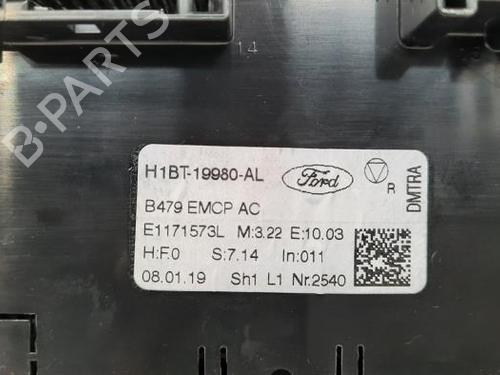 14
H1BT-19980-AL
Ford
R
DMTRA
B479 EMCP AC
E1171573L M:3.22 E:10.03
H:F.0 S:7.14 In:011
08.01.19 Sh1 L1 Nr.2540
B-PARTS